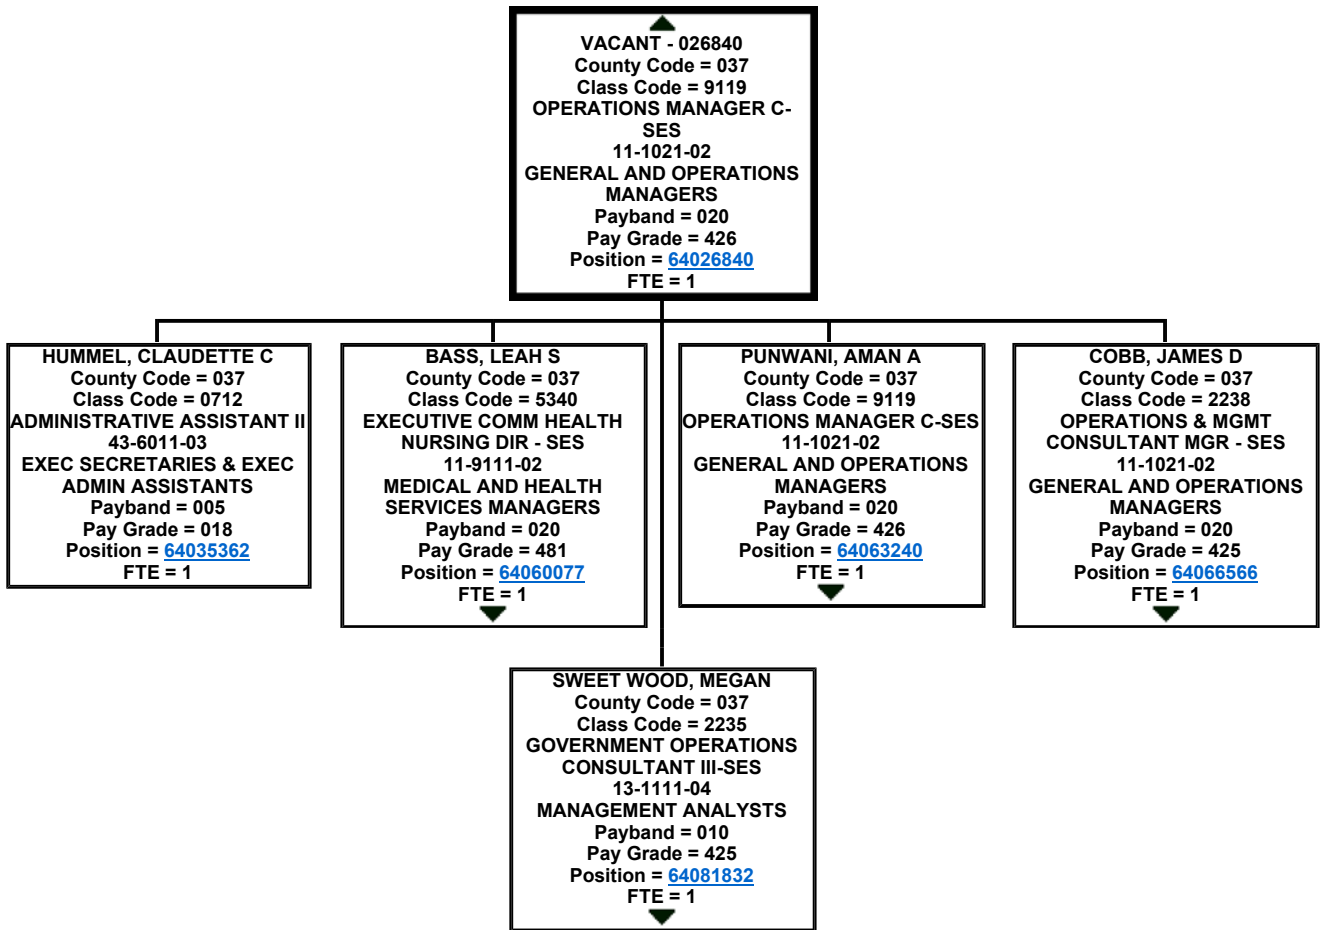 VACANT - 026840
County Code = 037
Class Code = 9119
OPERATIONS MANAGER C-
SES
11-1021-02
GENERAL AND OPERATIONS
MANAGERS
Payband = 020
Pay Grade = 426
Position = 64026840
FTE = 1
HUMMEL, CLAUDETTE C
County Code = 037
Class Code = 0712
ADMINISTRATIVE ASSISTANT II
43-6011-03
EXEC SECRETARIES & EXEC
ADMIN ASSISTANTS
Payband = 005
Pay Grade = 018
Position = 64035362
FTE = 1
BASS, LEAH S
County Code = 037
Class Code = 5340
EXECUTIVE COMM HEALTH
NURSING DIR - SES
11-9111-02
MEDICAL AND HEALTH
SERVICES MANAGERS
Payband = 020
Pay Grade = 481
Position = 64060077
FTE = 1
PUNWANI, AMAN A
County Code = 037
Class Code = 9119
OPERATIONS MANAGER C-SES
11-1021-02
GENERAL AND OPERATIONS
MANAGERS
Payband = 020
Pay Grade = 426
Position = 64063240
FTE = 1
COBB, JAMES D
County Code = 037
Class Code = 2238
OPERATIONS & MGMT
CONSULTANT MGR - SES
11-1021-02
GENERAL AND OPERATIONS
MANAGERS
Payband = 020
Pay Grade = 425
Position = 64066566
FTE = 1
SWEET WOOD, MEGAN
County Code = 037
Class Code = 2235
GOVERNMENT OPERATIONS
CONSULTANT III-SES
13-1111-04
MANAGEMENT ANALYSTS
Payband = 010
Pay Grade = 425
Position = 64081832
FTE = 1